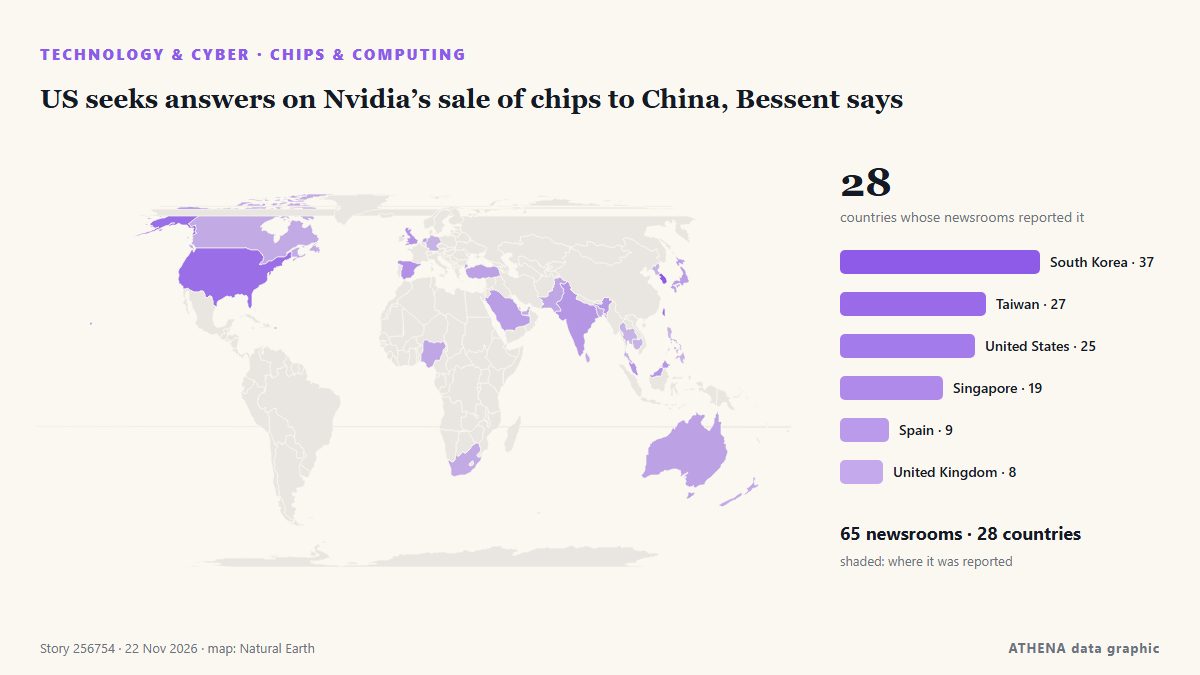 TECHNOLOGY & CYBER · CHIPS & COMPUTING
US seeks answers on Nvidia’s sale of chips to China, Bessent says
28
countries whose newsrooms reported it
South Korea · 37
Taiwan · 27
United States · 25
Singapore · 19
Spain · 9
United Kingdom · 8
65 newsrooms · 28 countries
shaded: where it was reported
Story 256754 · 22 Nov 2026 · map: Natural Earth
ATHENA data graphic